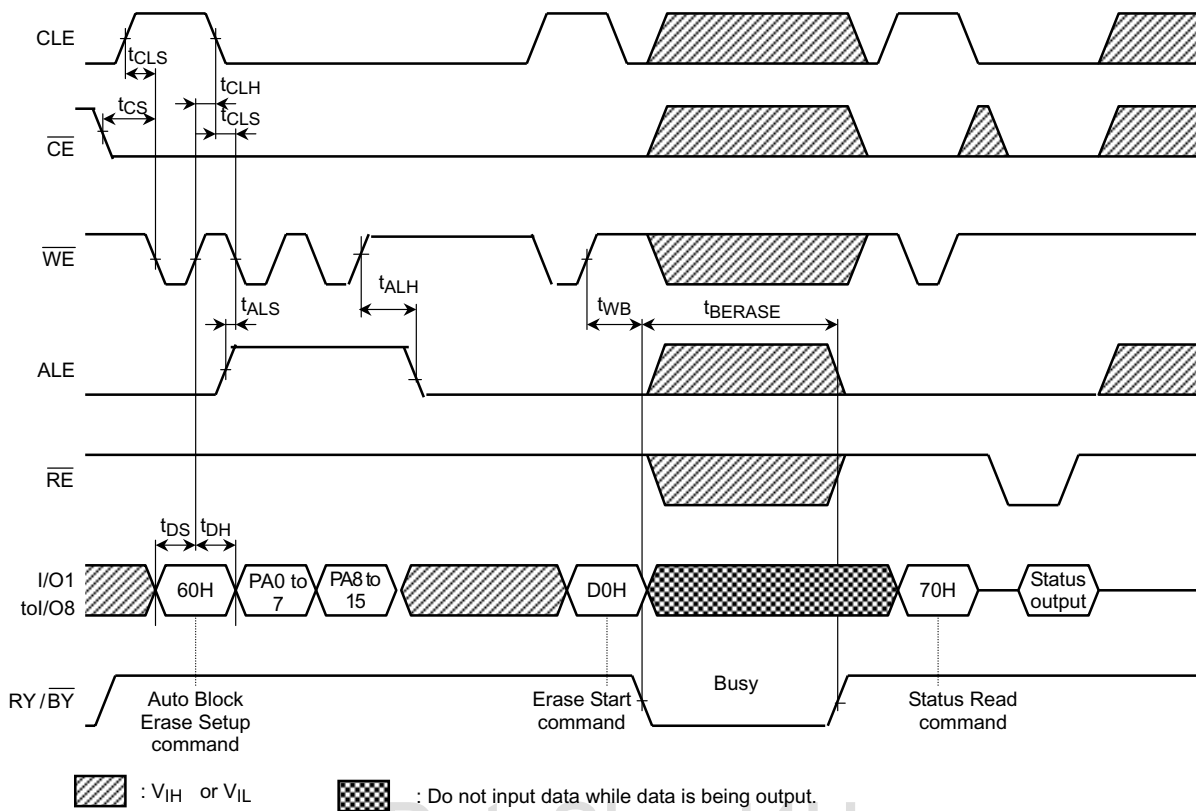 CLE
tCLS
tCLH
tCS
tCLS
CE
WE
tALS
tALH
tWB
tBERASE
ALE
RE
tDS
tDH
I/O1
toI/O8
60H
PA0 to
7
PA8 to
15
D0H
70H
Status
output
RY / BY
Busy
Auto Block
Erase Setup
command
Erase Start
command
Status Read
command
: VIH or VIL
: Do not input data while data is being output.